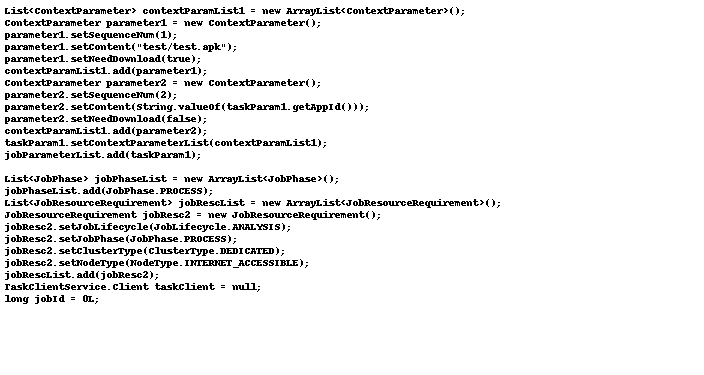 List<ContextParameter> contextParamList1 = new ArrayList<ContextParameter>();
ContextParameter parameter1 = new ContextParameter();
parameter1.setSequenceNum(1);
parameter1.setContent("test/test.apk");
parameter1.setNeedDownload(true);
contextParamList1.add(parameter1);
ContextParameter parameter2 = new ContextParameter();
parameter2.setSequenceNum(2);
parameter2.setContent(String.valueOf(taskParam1.getAppId()));
parameter2.setNeedDownload(false);
contextParamList1.add(parameter2);
taskParam1.setContextParameterList(contextParamList1);
jobParameterList.add(taskParam1);

List<JobPhase> jobPhaseList = new ArrayList<JobPhase>();
jobPhaseList.add(JobPhase.PROCESS);
List<JobResourceRequirement> jobRescList = new ArrayList<JobResourceRequirement>();
JobResourceRequirement jobResc2 = new JobResourceRequirement();
jobResc2.setJobLifecycle(JobLifecycle.ANALYSIS);
jobResc2.setJobPhase(JobPhase.PROCESS);
jobResc2.setClusterType(ClusterType.DEDICATED);
jobResc2.setNodeType(NodeType.INTERNET_ACCESSIBLE);
jobRescList.add(jobResc2);
TaskClientService.Client taskClient = null;
long jobId = 0L;